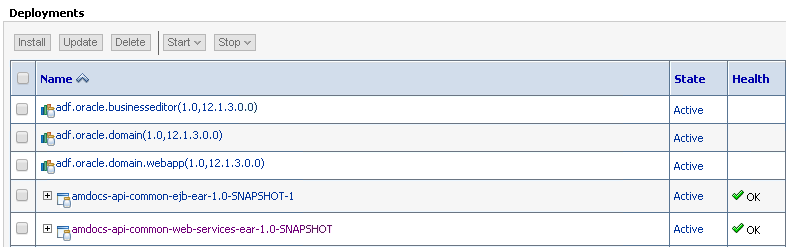 Deployments
Install Update Delete Start Stop
Name State Health
adf.oracle.businesseditor(1.0,12.1.3.0.0) Active
adf.oracle.domain(1.0,12.1.3.0.0) Active
adf.oracle.domain.webapp(1.0,12.1.3.0.0) Active
amdocs-api-common-ejb-ear-1.0-SNAPSHOT-1 Active OK
amdocs-api-common-web-services-ear-1.0-SNAPSHOT Active OK